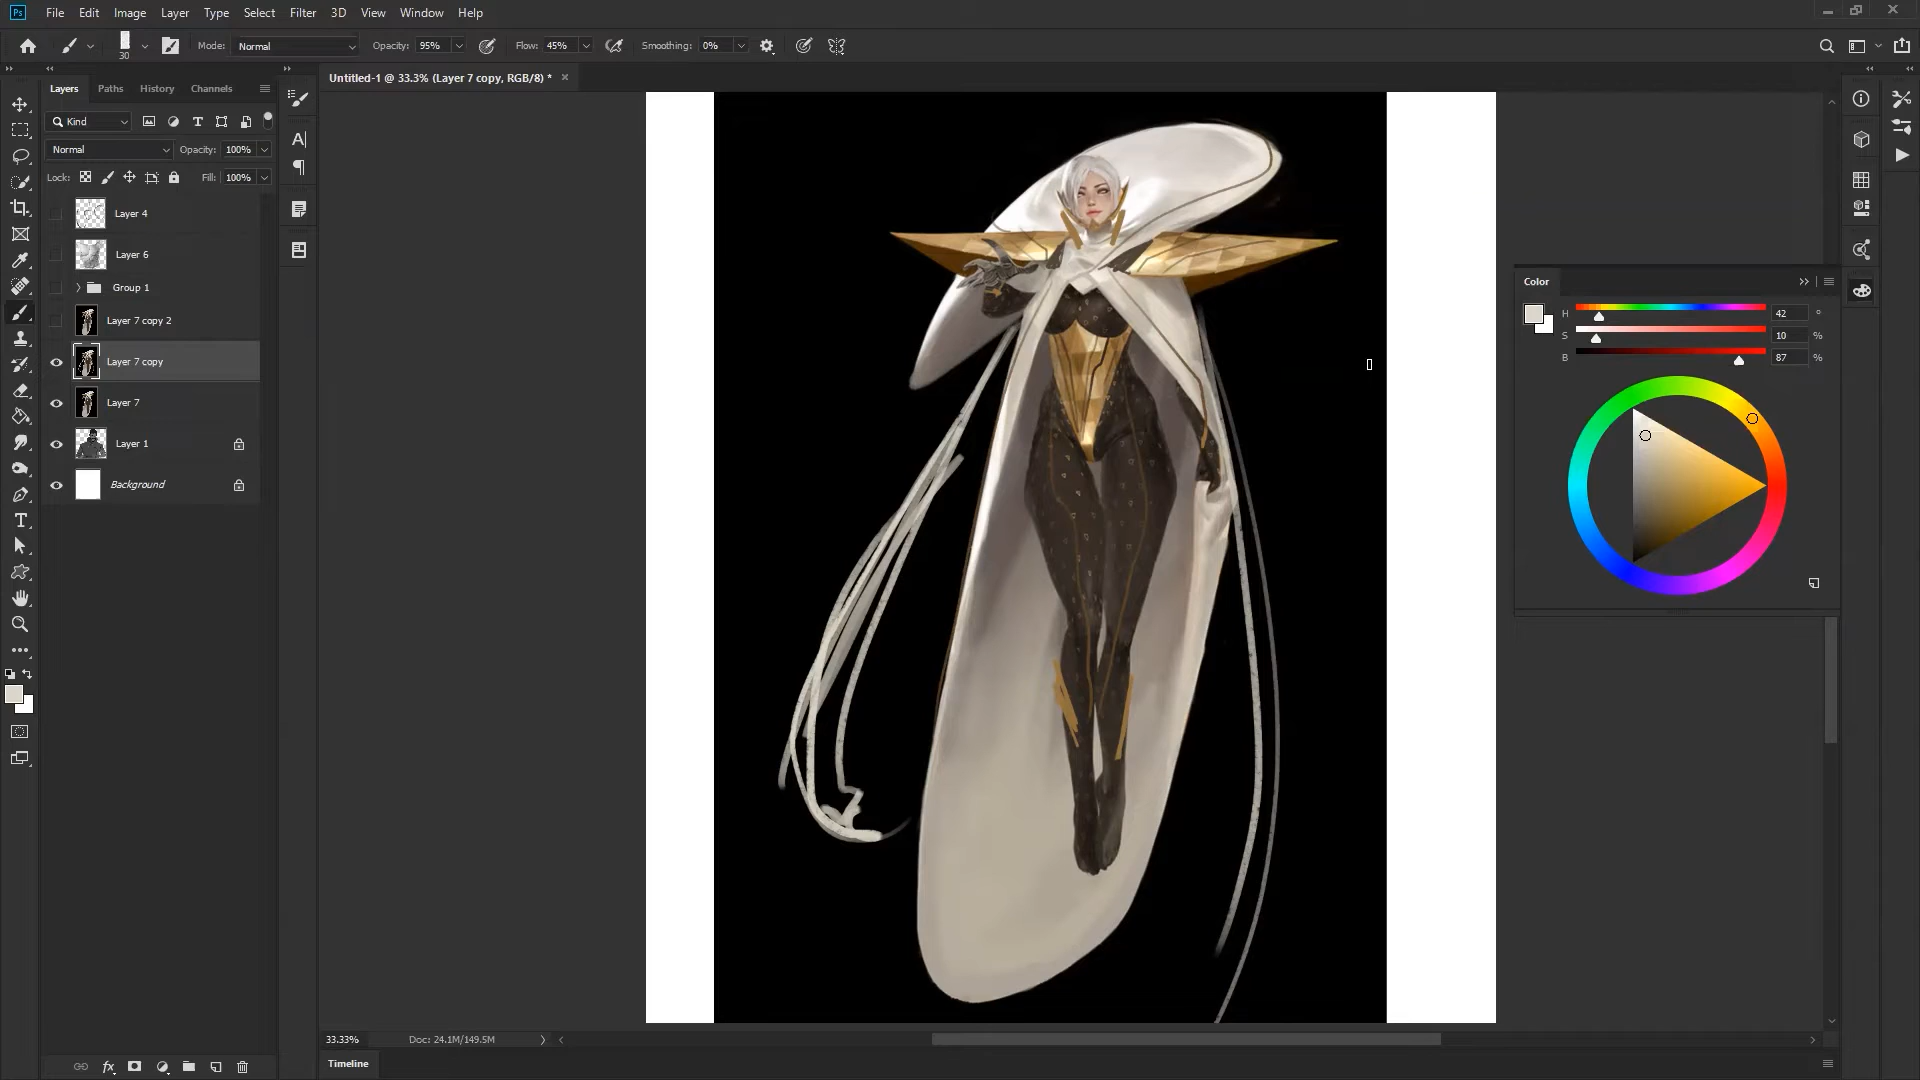 Ps File Edit Image Layer Type Select Filter 3D View Window Help
30 Mode: Normal Opacity: 95% Flow: 45% Smoothing: 0%
Untitled-1 @ 33.3% (Layer 7 copy, RGB/8) *
Layers Paths History Channels
Kind
Normal Opacity: 100%
Lock: Fill: 100%
Layer 4
Layer 6
Group 1
Layer 7 copy 2
Layer 7 copy
Layer 7
Layer 1
Background
Color
H 42 °
S 10 %
B 87 %
33.33% Doc: 24.1M/149.5M
Timeline